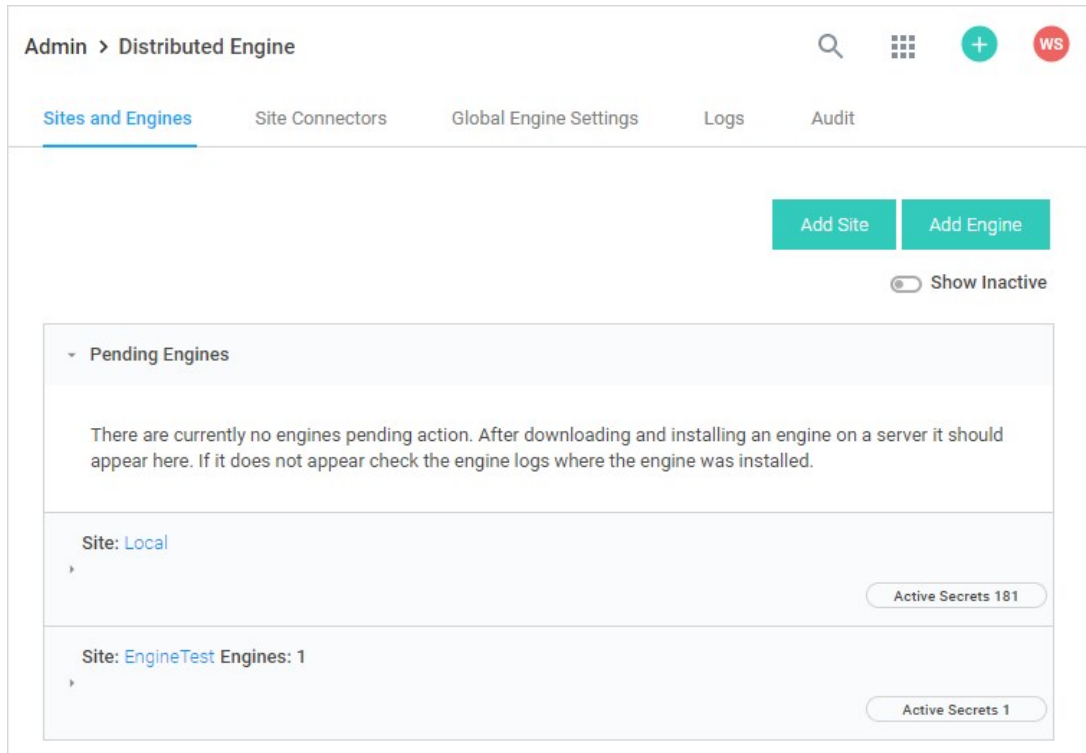 Admin > Distributed Engine
WS
Sites and Engines Site Connectors Global Engine Settings Logs Audit
Add Site Add Engine
Show Inactive
Pending Engines
There are currently no engines pending action. After downloading and installing an engine on a server it should
appear here. If it does not appear check the engine logs where the engine was installed.
Site: Local
Active Secrets 181
Site: EngineTest Engines: 1
Active Secrets 1